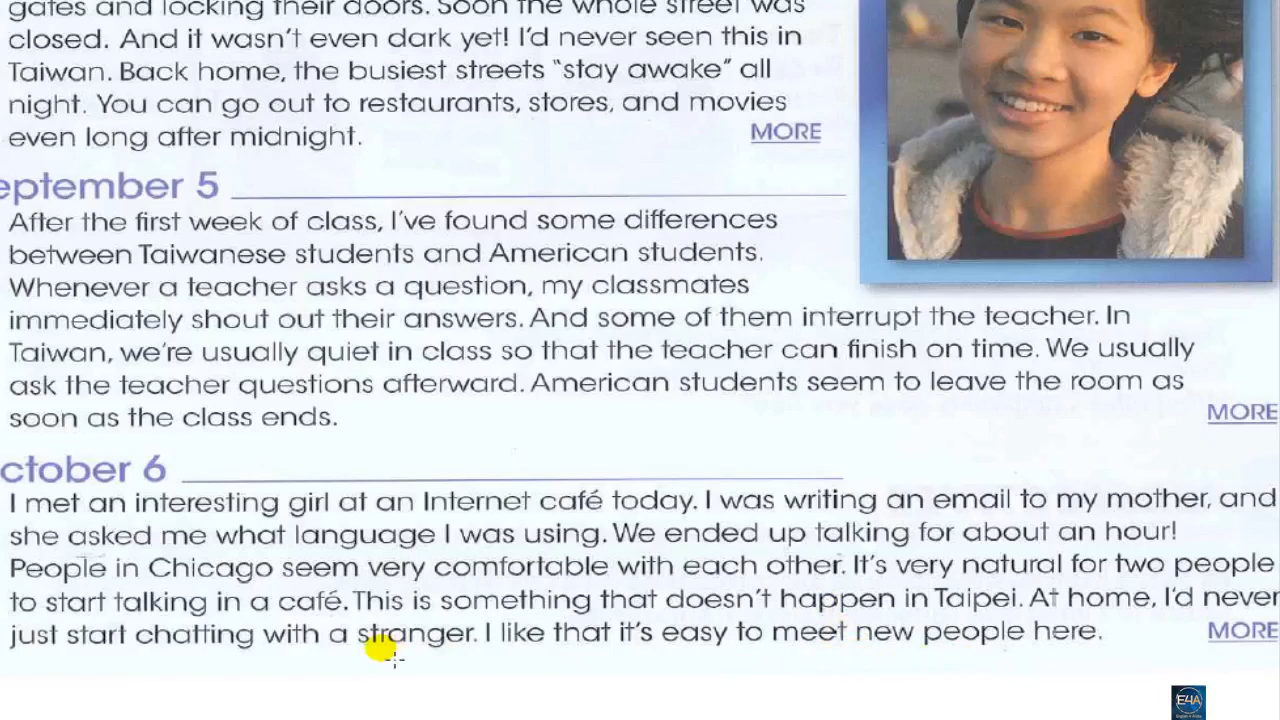 gates and locking their doors. Soon the whole street was
closed. And it wasn't even dark yet! I'd never seen this in
Taiwan. Back home, the busiest streets "stay awake" all
night. You can go out to restaurants, stores, and movies
even long after midnight.
MORE
eptember 5
After the first week of class, I've found some differences
between Taiwanese students and American students.
Whenever a teacher asks a question, my classmates
immediately shout out their answers. And some of them interrupt the teacher. In
Taiwan, we're usually quiet in class so that the teacher can finish on time. We usually
ask the teacher questions afterward. American students seem to leave the room as
soon as the class ends.
MORE
ctober 6
I met an interesting girl at an Internet café today. I was writing an email to my mother, and
she asked me what language I was using. We ended up talking for about an hour!
People in Chicago seem very comfortable with each other. It's very natural for two people
to start talking in a café. This is something that doesn't happen in Taipei. At home, I'd never
just start chatting with a stranger. I like that it's easy to meet new people here.
MORE
E4A